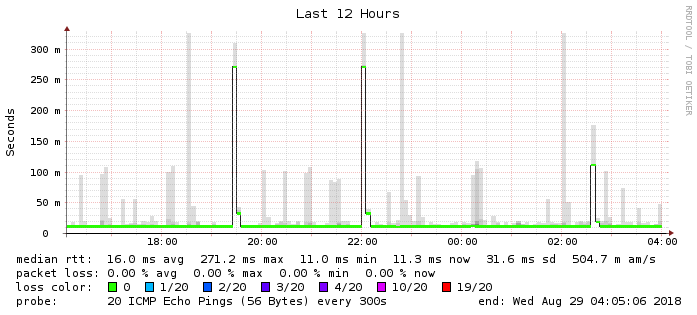 Last 12 Hours
RRDTOOL / TOBI OETIKER
Seconds
300 m
250 m
200 m
150 m
100 m
50 m
0
18:00 20:00 22:00 00:00 02:00 04:00
median rtt: 16.0 ms avg 271.2 ms max 11.0 ms min 11.3 ms now 31.6 ms sd 504.7 m am/s
packet loss: 0.00 % avg 0.00 % max 0.00 % min 0.00 % now
loss color: 0 1/20 2/20 3/20 4/20 10/20 19/20
probe: 20 ICMP Echo Pings (56 Bytes) every 300s end: Wed Aug 29 04:05:06 2018